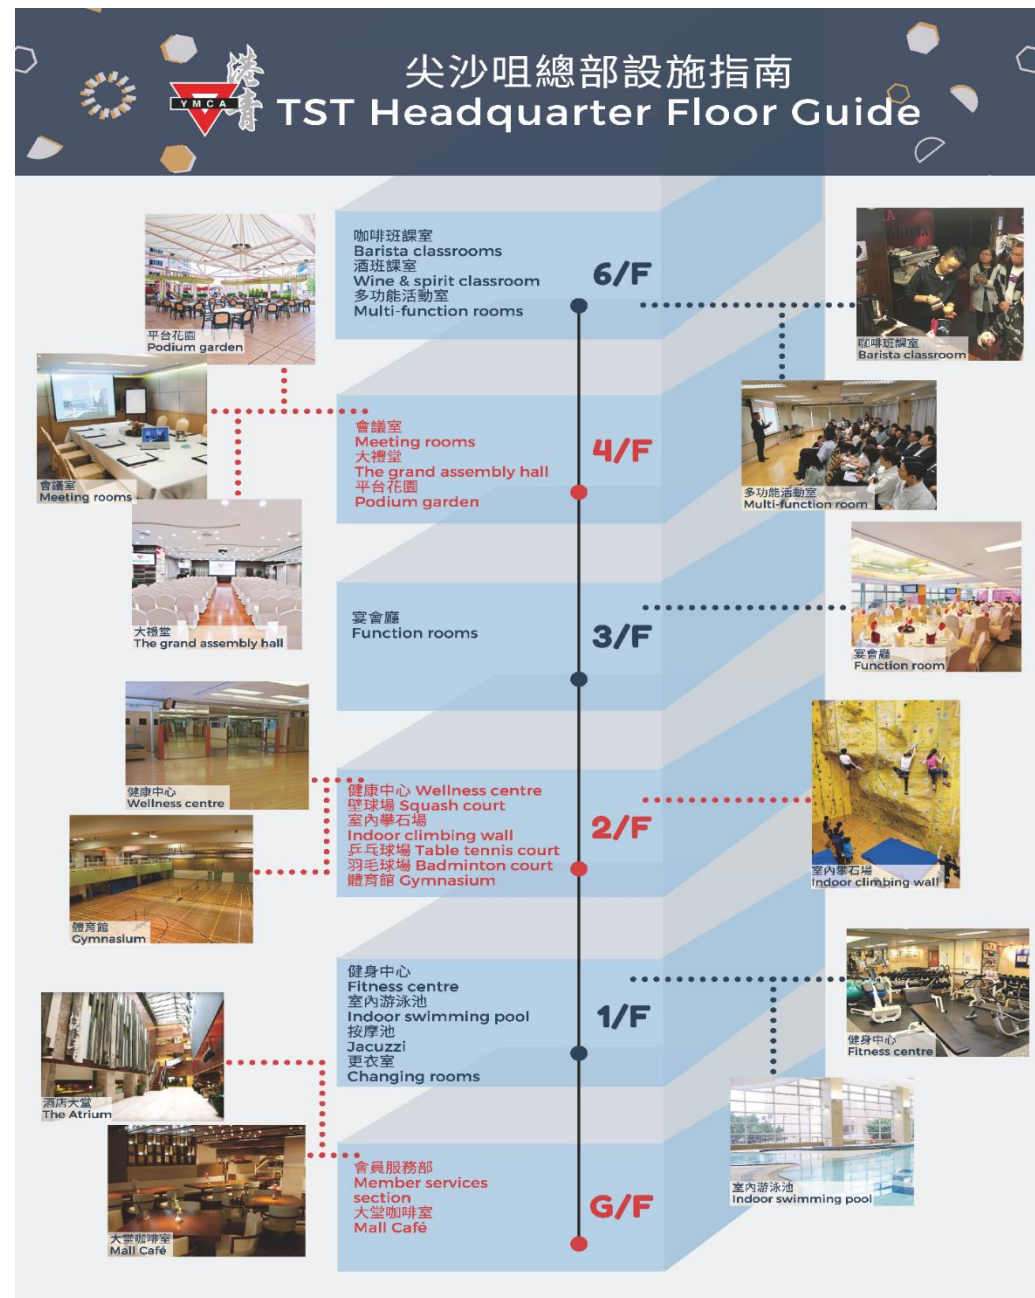 港青
YMCA
尖沙咀總部設施指南
TST Headquarter Floor Guide
咖啡班課室
Barista classrooms
酒班課室
Wine & spirit classroom
多功能活動室
Multi-function rooms
6/F
平台花園
Podium garden
咖啡班課室
Barista classroom
會議室
Meeting rooms
大禮堂
The grand assembly hall
平台花園
Podium garden
4/F
會議室
Meeting rooms
多功能活動室
Multi-function room
大禮堂
The grand assembly hall
宴會廳
Function rooms
3/F
宴會廳
Function room
健康中心
Wellness centre
健康中心 Wellness centre
壁球場 Squash court
室內攀石場
Indoor climbing wall
乒乓球場 Table tennis court
羽毛球場 Badminton court
體育館 Gymnasium
2/F
室內攀石場
Indoor climbing wall
體育館
Gymnasium
健身中心
Fitness centre
室內游泳池
Indoor swimming pool
按摩池
Jacuzzi
更衣室
Changing rooms
1/F
健身中心
Fitness centre
酒店大堂
The Atrium
室內游泳池
Indoor swimming pool
會員服務部
Member services
section
大堂咖啡室
Mall Café
G/F
大堂咖啡室
Mall Café